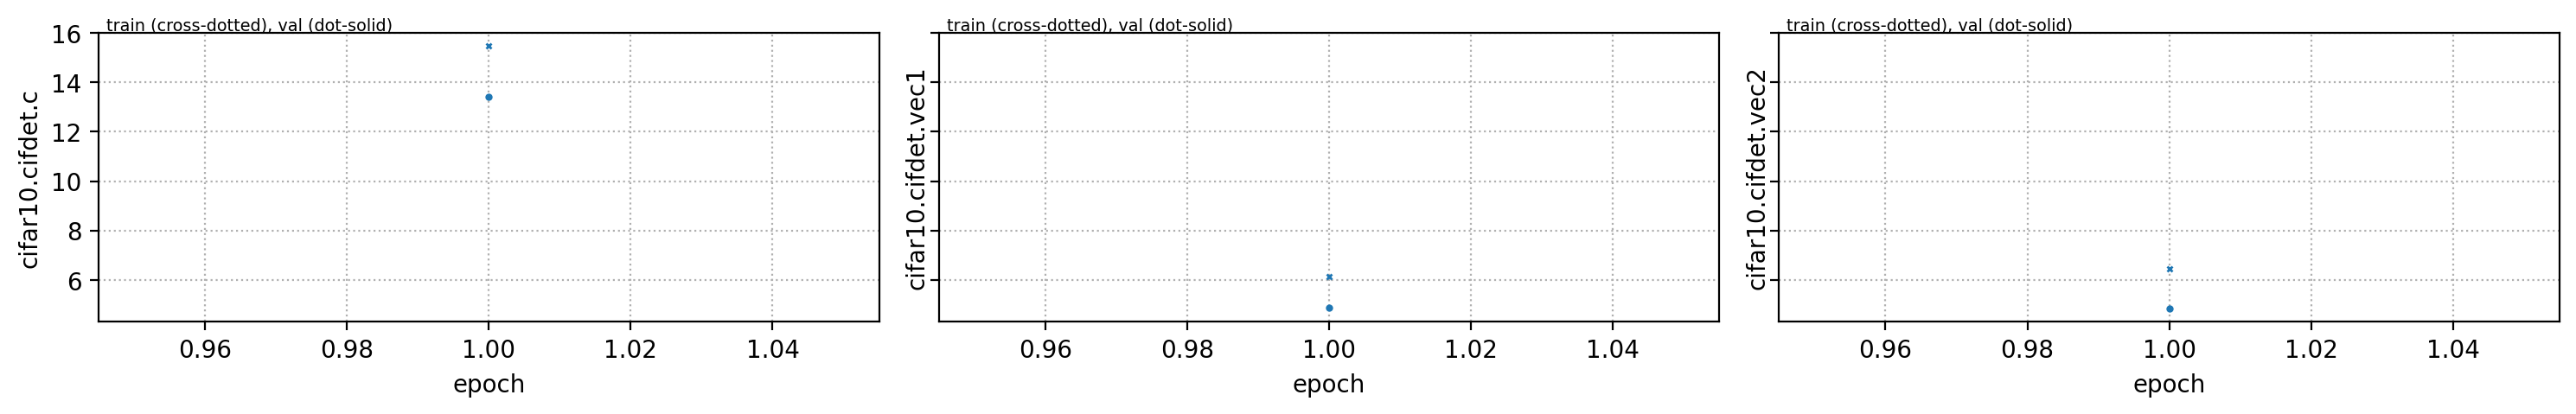 train (cross-dotted), val (dot-solid)
16
14
12
10
8
6
cifar10.cifdet.c
0.96 0.98 1.00 1.02 1.04
epoch
train (cross-dotted), val (dot-solid)
cifar10.cifdet.vec1
0.96 0.98 1.00 1.02 1.04
epoch
train (cross-dotted), val (dot-solid)
cifar10.cifdet.vec2
0.96 0.98 1.00 1.02 1.04
epoch